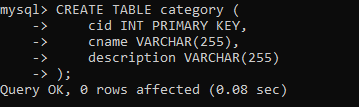 mysql> CREATE TABLE category (
    ->     cid INT PRIMARY KEY,
    ->     cname VARCHAR(255),
    ->     description VARCHAR(255)
    -> );
Query OK, 0 rows affected (0.08 sec)